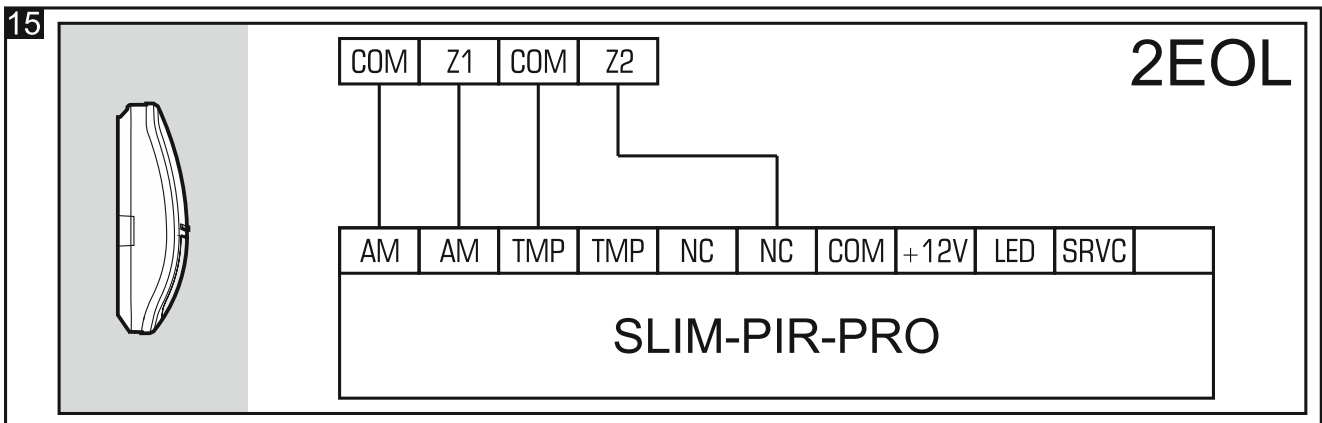 15
COM Z1 COM Z2
2EOL
AM AM TMP TMP NC NC COM +12V LED SRVC
SLIM-PIR-PRO